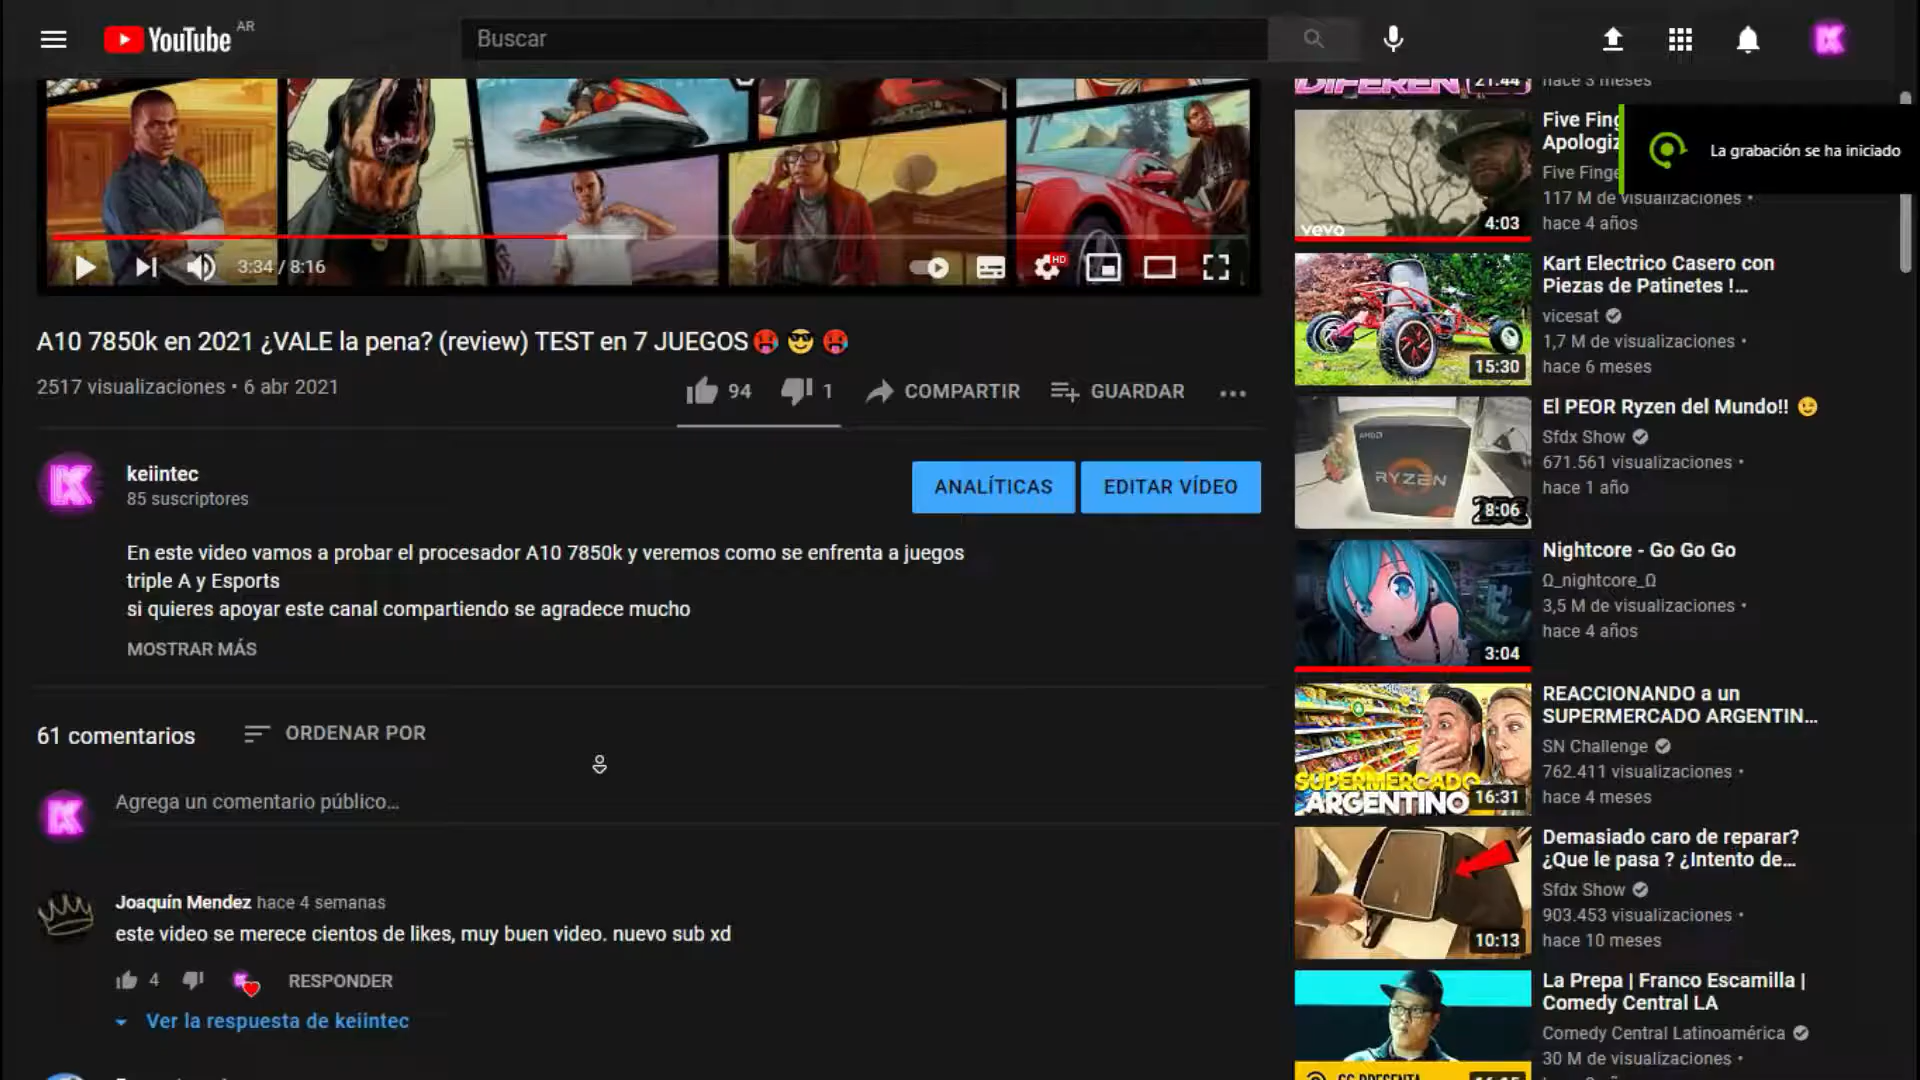 YouTube AR
Buscar
21:44
hace 3 meses
La grabación se ha iniciado
vevo
4:03
Five Fing
Apologiz
Five Finge
117 M de visualizaciones •
hace 4 años
3:34 / 8:16
HD
15:30
Kart Electrico Casero con
Piezas de Patinetes !...
vicesat
1,7 M de visualizaciones •
hace 6 meses
A10 7850k en 2021 ¿VALE la pena? (review) TEST en 7 JUEGOS🥵 😎 🥵
2517 visualizaciones • 6 abr 2021
94
1
COMPARTIR
GUARDAR
AMD
RYZEN
8:06
El PEOR Ryzen del Mundo!! 😉
Sfdx Show
671.561 visualizaciones •
hace 1 año
keiintec
85 suscriptores
ANALÍTICAS
EDITAR VÍDEO
En este video vamos a probar el procesador A10 7850k y veremos como se enfrenta a juegos
triple A y Esports
si quieres apoyar este canal compartiendo se agradece mucho
MOSTRAR MÁS
3:04
Nightcore - Go Go Go
Ω_nightcore_Ω
3,5 M de visualizaciones •
hace 4 años
61 comentarios
ORDENAR POR
Agrega un comentario público...
SUPERMERCADO
ARGENTINO
16:31
REACCIONANDO a un
SUPERMERCADO ARGENTIN...
SN Challenge
762.411 visualizaciones •
hace 4 meses
Joaquín Mendez hace 4 semanas
este video se merece cientos de likes, muy buen video. nuevo sub xd
4
RESPONDER
Ver la respuesta de keiintec
10:13
Demasiado caro de reparar?
¿Que le pasa ? ¿Intento de...
Sfdx Show
903.453 visualizaciones •
hace 10 meses
La Prepa | Franco Escamilla |
Comedy Central LA
Comedy Central Latinoamérica
30 M de visualizaciones •